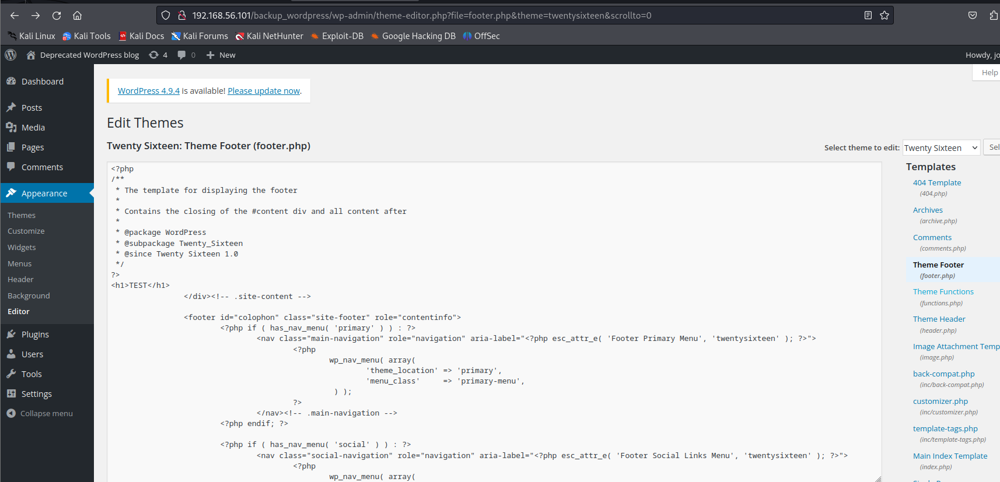 192.168.56.101/backup_wordpress/wp-admin/theme-editor.php?file=footer.php&theme=twentysixteen&scrollto=0
Kali Linux Kali Tools Kali Docs Kali Forums Kali NetHunter Exploit-DB Google Hacking DB OffSec
Deprecated WordPress blog 4 0 New Howdy, jo
Help
Dashboard
Posts
Media
Pages
Comments
Appearance
Themes
Customize
Widgets
Menus
Header
Background
Editor
Plugins
Users
Tools
Settings
Collapse menu
WordPress 4.9.4 is available! Please update now.
Edit Themes
Twenty Sixteen: Theme Footer (footer.php)
Select theme to edit: Twenty Sixteen Sel
<?php
/**
 * The template for displaying the footer
 *
 * Contains the closing of the #content div and all content after
 *
 * @package WordPress
 * @subpackage Twenty_Sixteen
 * @since Twenty Sixteen 1.0
 */
?>
<h1>TEST</h1>
</div><!-- .site-content -->
<footer id="colophon" class="site-footer" role="contentinfo">
<?php if ( has_nav_menu( 'primary' ) ) : ?>
<nav class="main-navigation" role="navigation" aria-label="<?php esc_attr_e( 'Footer Primary Menu', 'twentysixteen' ); ?>">
<?php
wp_nav_menu( array(
'theme_location' => 'primary',
'menu_class'     => 'primary-menu',
) );
?>
</nav><!-- .main-navigation -->
<?php endif; ?>
<?php if ( has_nav_menu( 'social' ) ) : ?>
<nav class="social-navigation" role="navigation" aria-label="<?php esc_attr_e( 'Footer Social Links Menu', 'twentysixteen' ); ?>">
<?php
wp_nav_menu( array(
Templates
404 Template
(404.php)
Archives
(archive.php)
Comments
(comments.php)
Theme Footer
(footer.php)
Theme Functions
(functions.php)
Theme Header
(header.php)
Image Attachment Temp
(image.php)
back-compat.php
(inc/back-compat.php)
customizer.php
(inc/customizer.php)
template-tags.php
(inc/template-tags.php)
Main Index Template
(index.php)